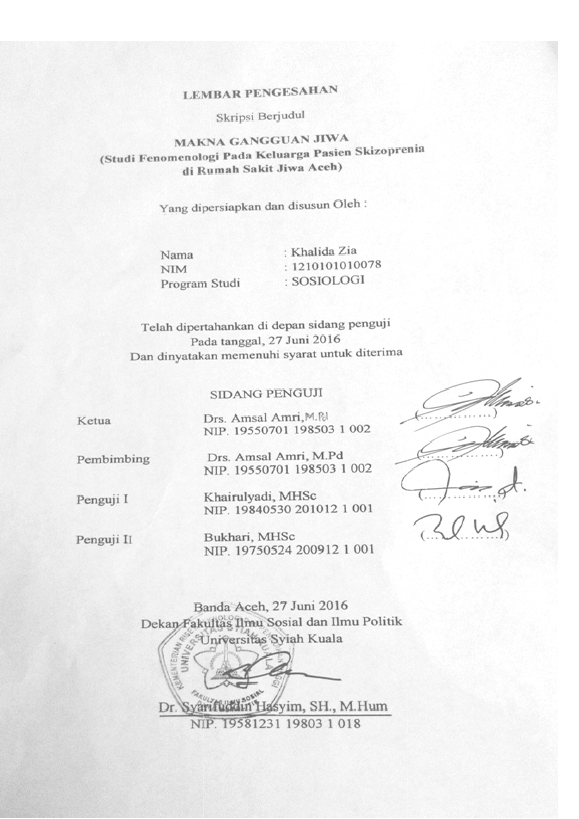 LEMBAR PENGESAHAN
Skripsi Berjudul
MAKNA GANGGUAN JIWA
(Studi Fenomenologi Pada Keluarga Pasien Skizoprenia
di Rumah Sakit Jiwa Aceh)
Yang dipersiapkan dan disusun Oleh :
Nama : Khalida Zia
NIM : 1210101010078
Program Studi : SOSIOLOGI
Telah dipertahankan di depan sidang penguji
Pada tanggal, 27 Juni 2016
Dan dinyatakan memenuhi syarat untuk diterima
SIDANG PENGUJI
Ketua Drs. Amsal Amri, M.Pd
NIP. 19550701 198503 1 002
Pembimbing Drs. Amsal Amri, M.Pd
NIP. 19550701 198503 1 002
Penguji I Khairulyadi, MHSc
NIP. 19840530 201012 1 001
Penguji II Bukhari, MHSc
NIP. 19750524 200912 1 001
Banda Aceh, 27 Juni 2016
Dekan Fakultas Ilmu Sosial dan Ilmu Politik
Universitas Syiah Kuala
Dr. Syarifuddin Hasyim, SH., M.Hum
NIP. 19581231 19803 1 018